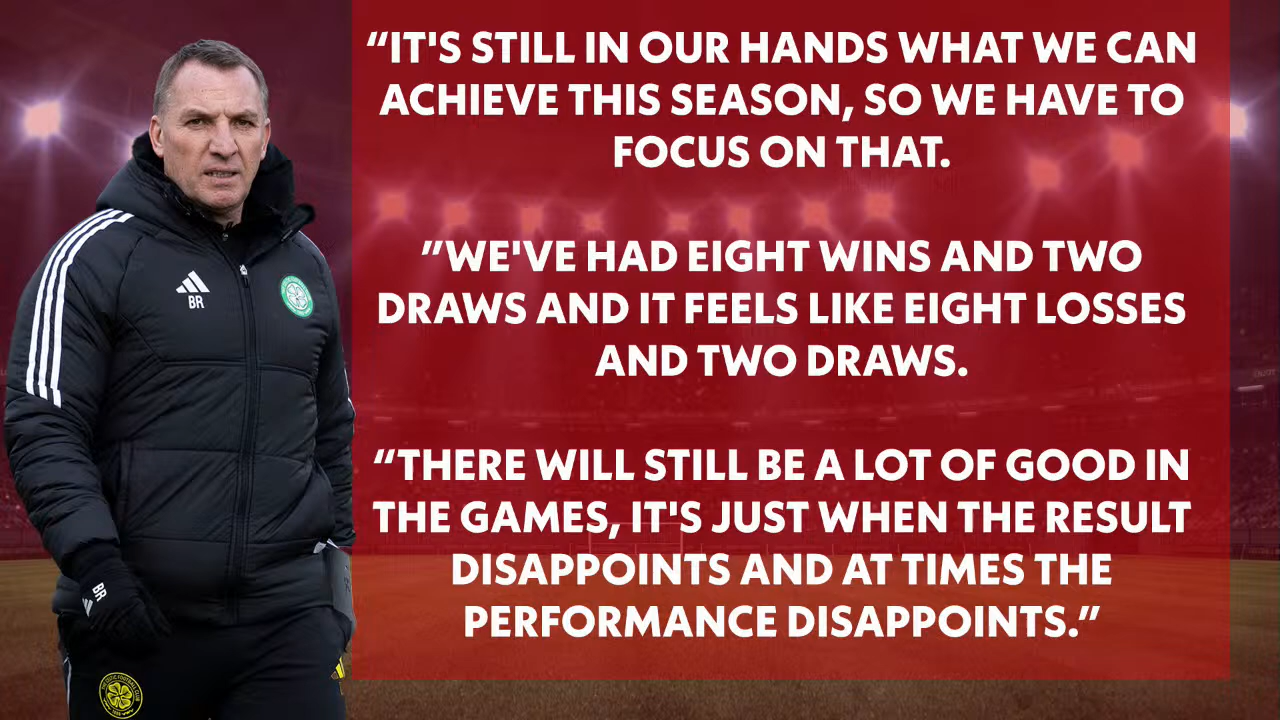 “IT'S STILL IN OUR HANDS WHAT WE CAN
ACHIEVE THIS SEASON, SO WE HAVE TO
FOCUS ON THAT.
”WE'VE HAD EIGHT WINS AND TWO
DRAWS AND IT FEELS LIKE EIGHT LOSSES
AND TWO DRAWS.
“THERE WILL STILL BE A LOT OF GOOD IN
THE GAMES, IT'S JUST WHEN THE RESULT
DISAPPOINTS AND AT TIMES THE
PERFORMANCE DISAPPOINTS.”
BR
BR